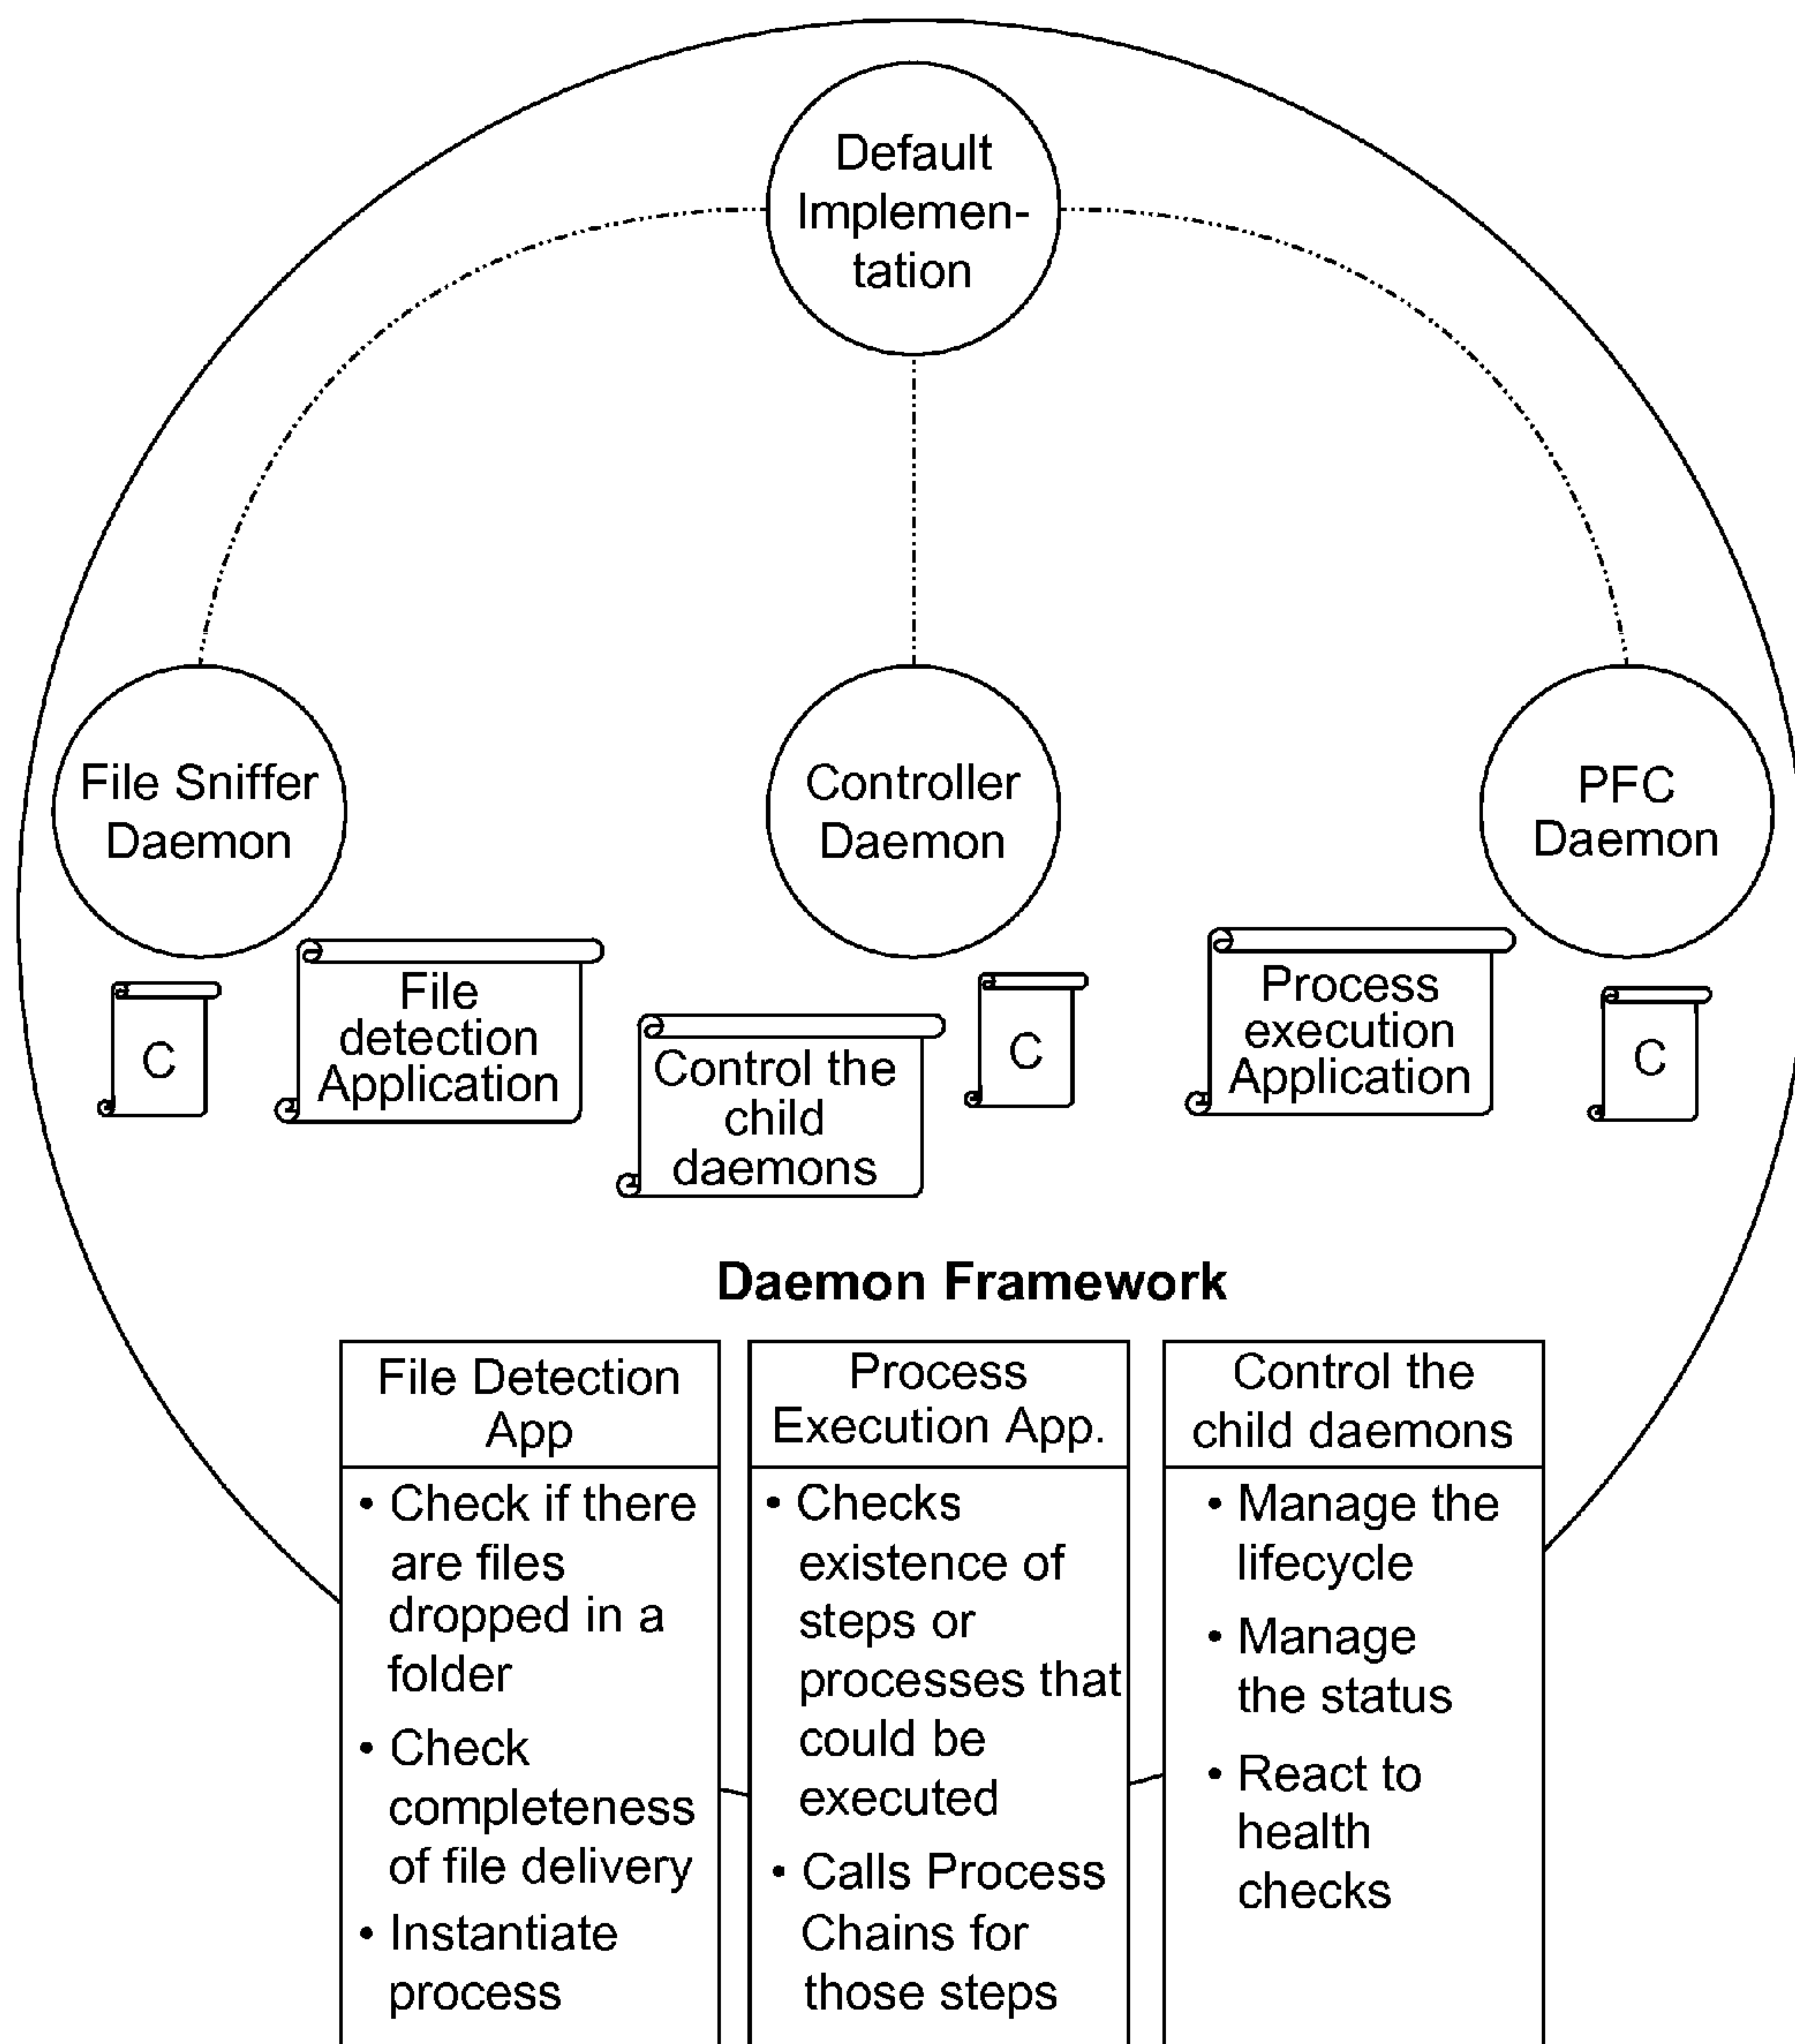 Default
Implemen-
tation
File Sniffer
Daemon
Controller
Daemon
PFC
Daemon
C
File
detection
Application
Control the
child
daemons
C
Process
execution
Application
C
Daemon Framework
File Detection
App
• Check if there
are files
dropped in a
folder
• Check
completeness
of file delivery
• Instantiate
process
Process
Execution App.
• Checks
existence of
steps or
processes that
could be
executed
• Calls Process
Chains for
those steps
Control the
child daemons
• Manage the
lifecycle
• Manage
the status
• React to
health
checks